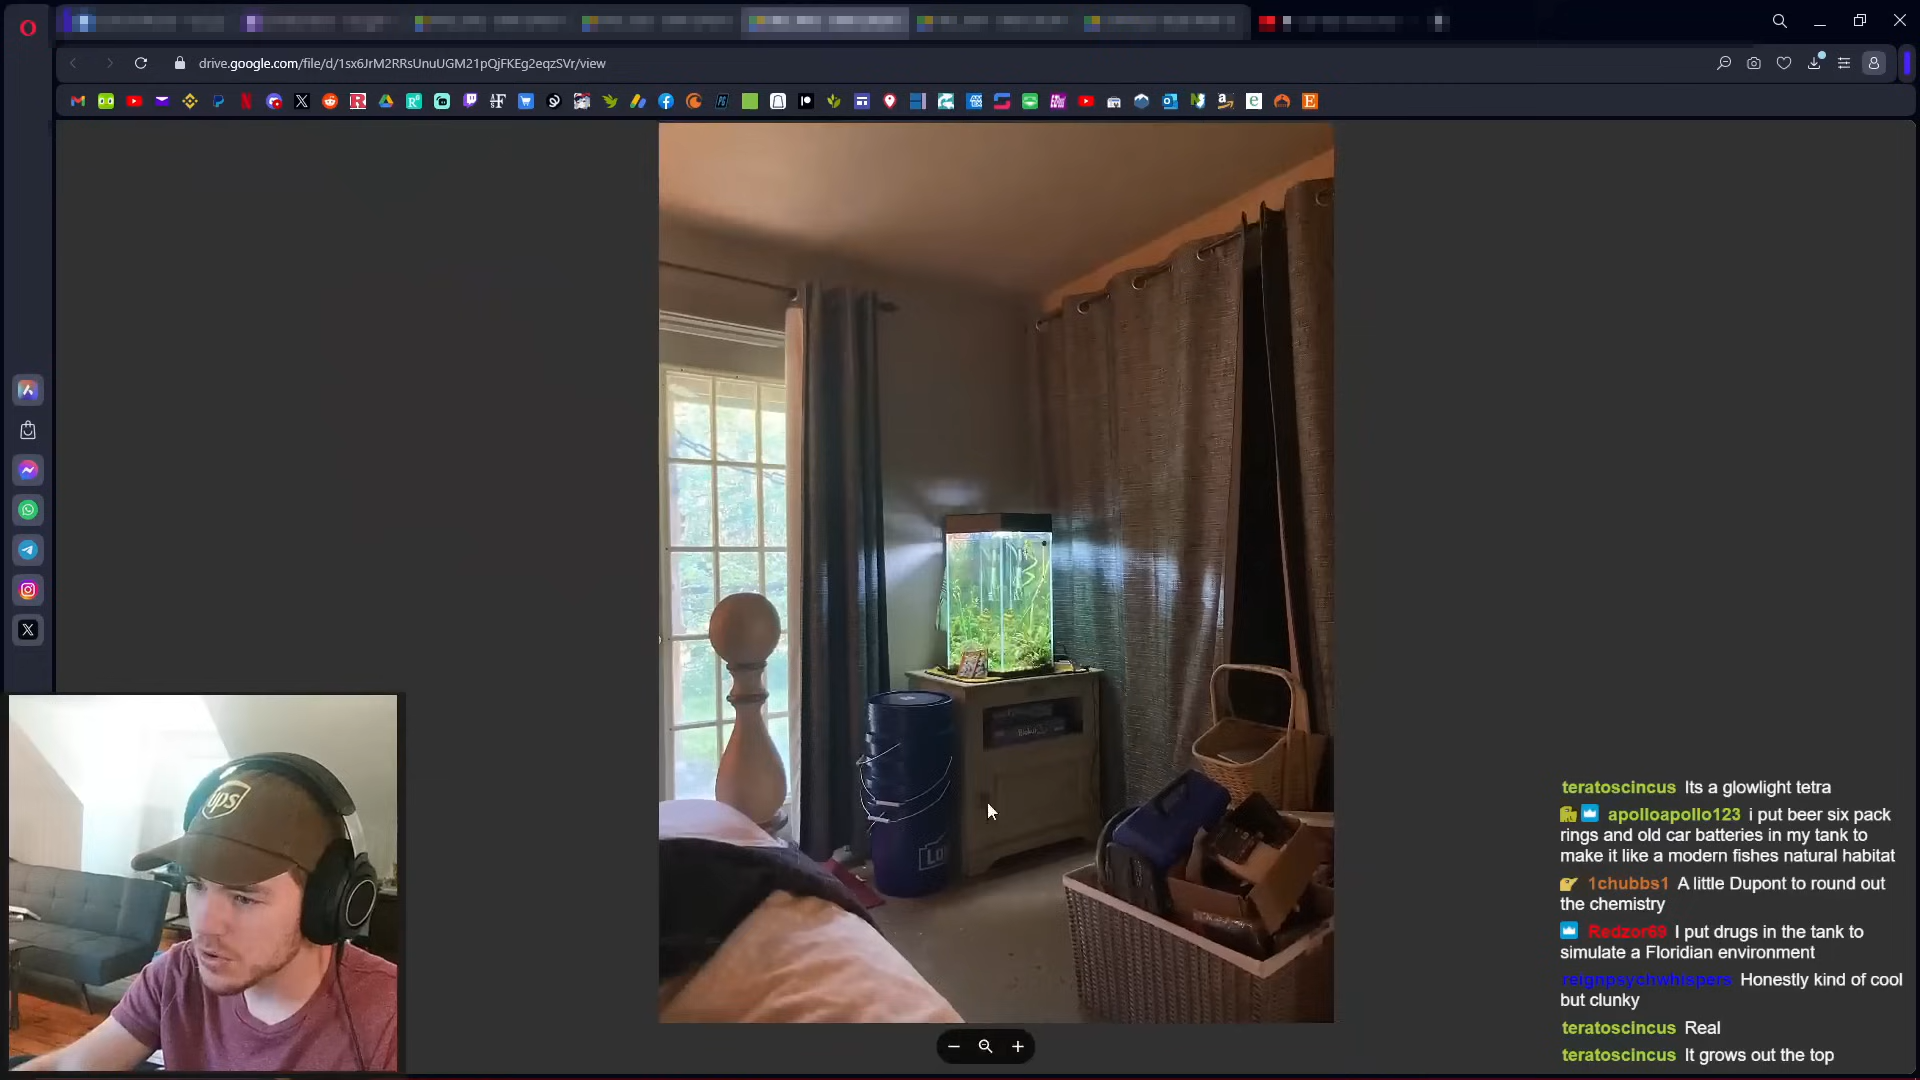 drive.google.com/file/d/1sx6JrM2RRsUnuUGM21pQjFKEg2eqzSVr/view
ups
teratoscincus Its a glowlight tetra
apolloapollo123 i put beer six pack
rings and old car batteries in my tank to
make it like a modern fishes natural habitat
1chubbs1 A little Dupont to round out
the chemistry
Redzor69 I put drugs in the tank to
simulate a Floridian environment
reignpsychwhispers Honestly kind of cool
but clunky
teratoscincus Real
teratoscincus It grows out the top